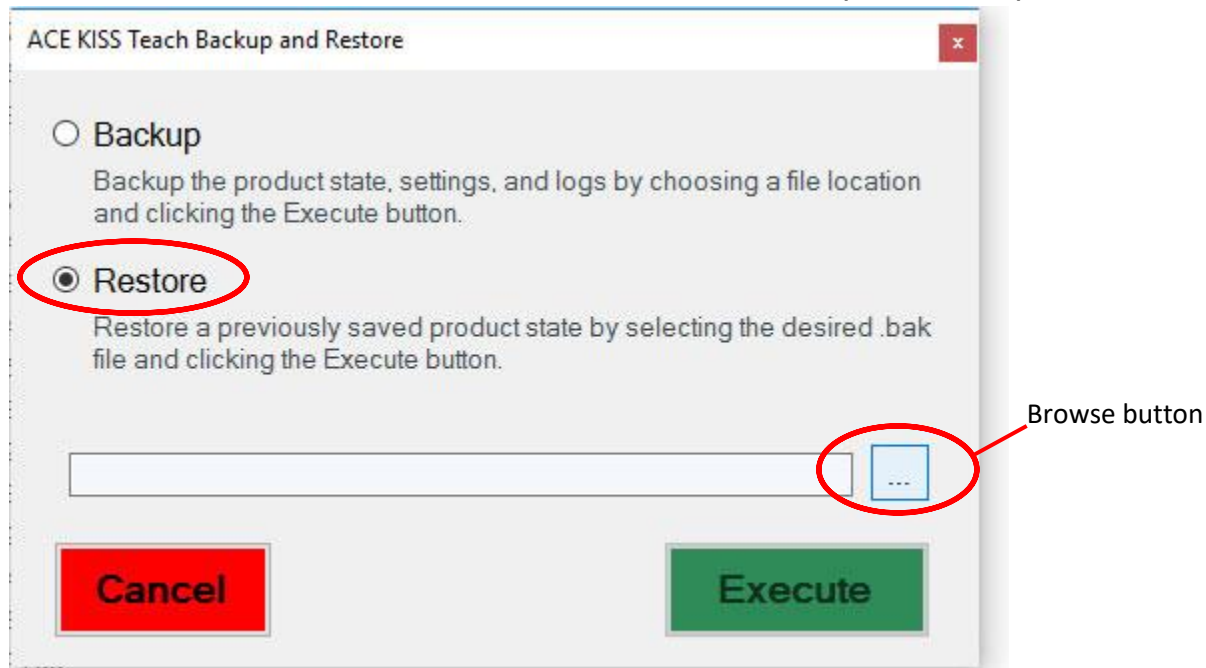 ACE KISS Teach Backup and Restore
x
Backup
Backup the product state, settings, and logs by choosing a file location
and clicking the Execute button.
Restore
Restore a previously saved product state by selecting the desired .bak
file and clicking the Execute button.
Browse button
...
Cancel
Execute